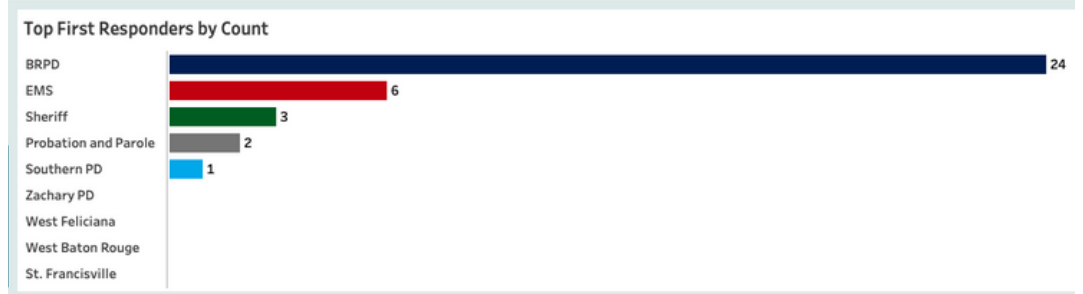 Top First Responders by Count
BRPD 24
EMS 6
Sheriff 3
Probation and Parole 2
Southern PD 1
Zachary PD
West Feliciana
West Baton Rouge
St. Francisville